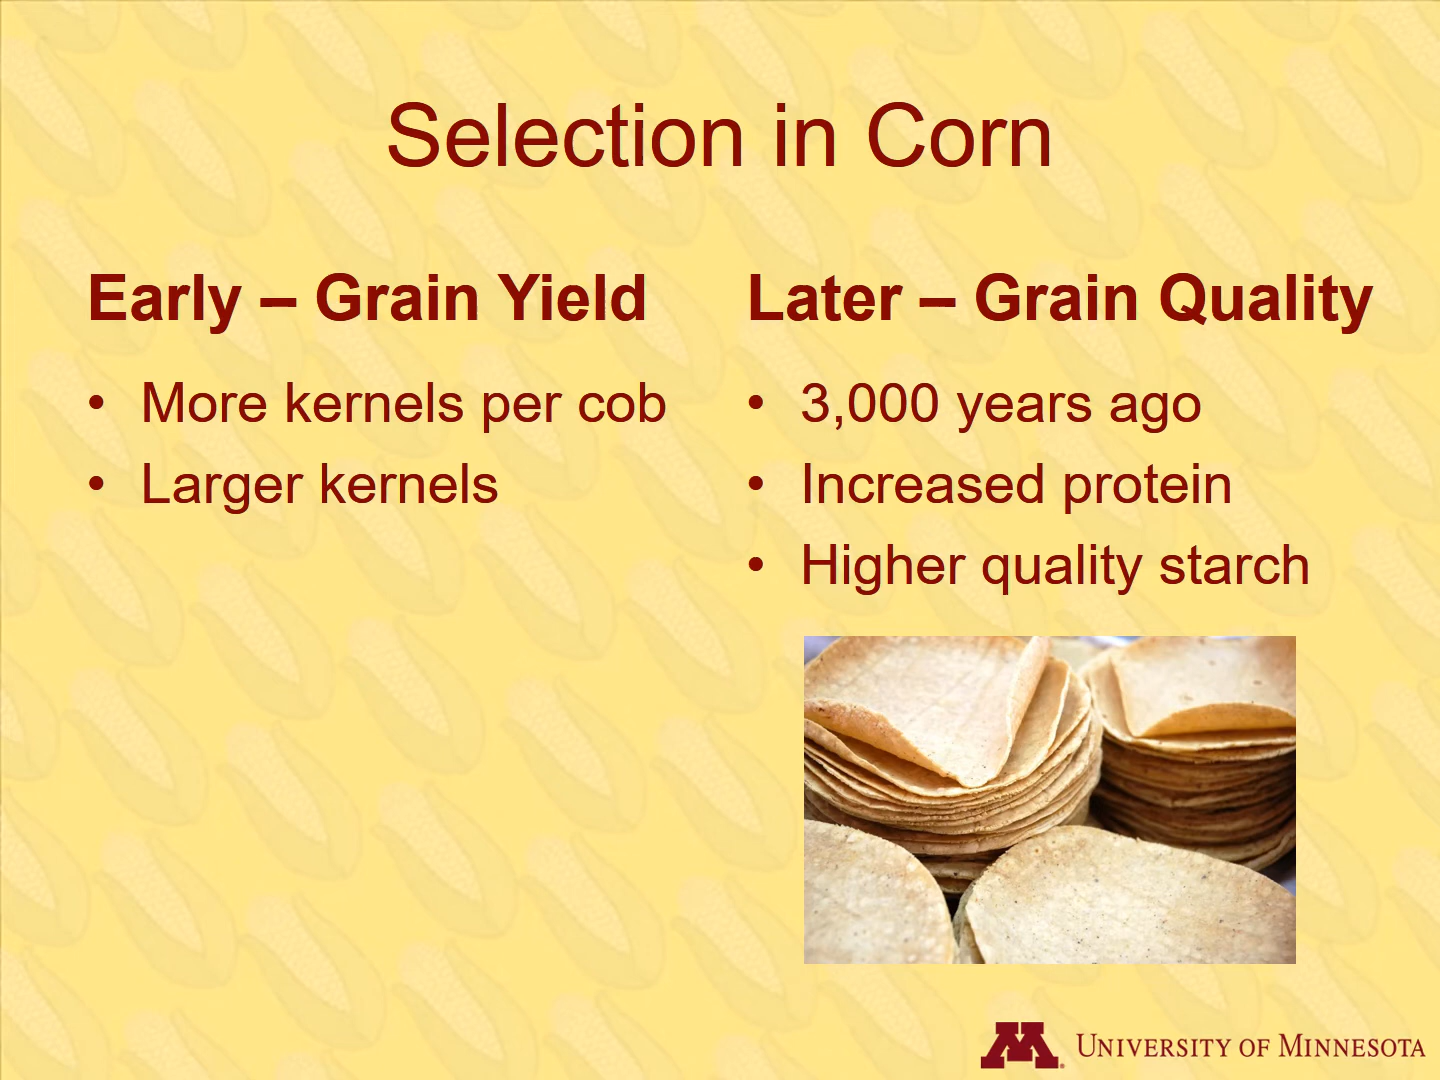 Selection in Corn
Early – Grain Yield
• More kernels per cob
• Larger kernels
Later – Grain Quality
• 3,000 years ago
• Increased protein
• Higher quality starch
M UNIVERSITY OF MINNESOTA